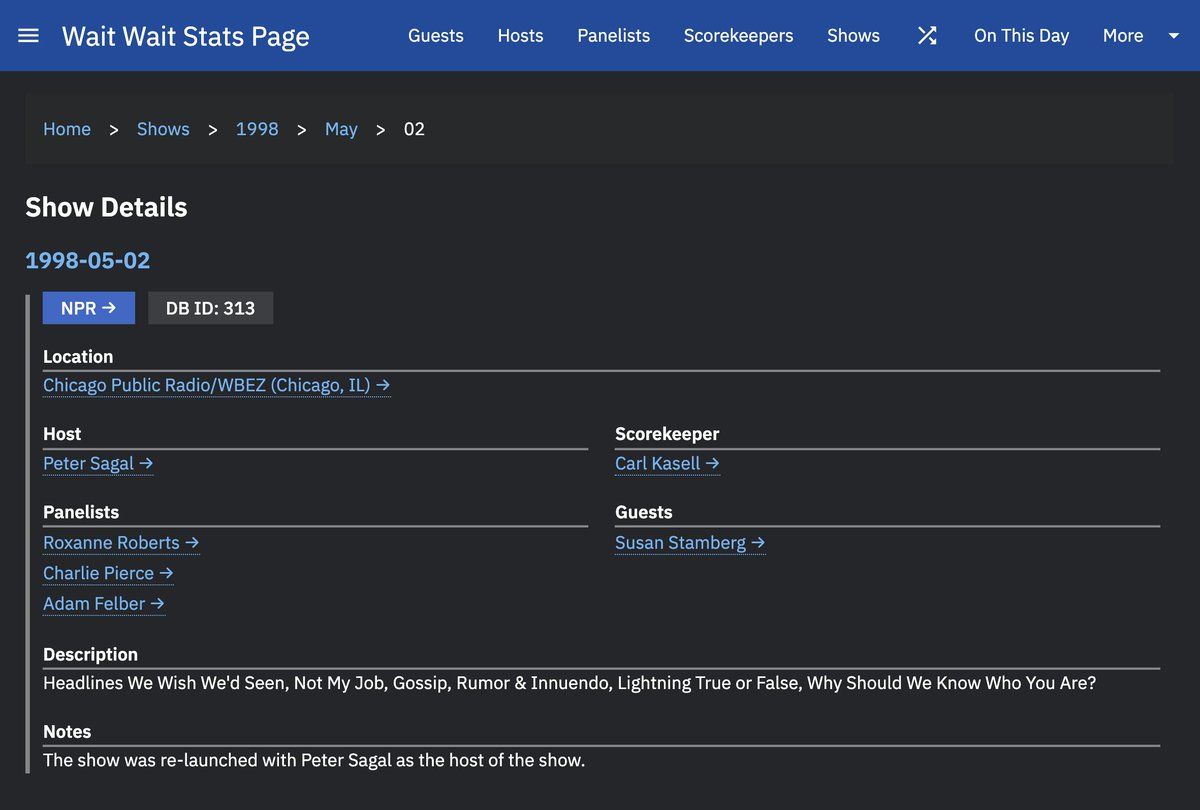 Wait Wait Stats Page
Guests Hosts Panelists Scorekeepers Shows On This Day More
Home > Shows > 1998 > May > 02
Show Details
1998-05-02
NPR → DB ID: 313
Location
Chicago Public Radio/WBEZ (Chicago, IL) →
Host
Peter Sagal →
Scorekeeper
Carl Kasell →
Panelists
Roxanne Roberts →
Charlie Pierce →
Adam Felber →
Guests
Susan Stamberg →
Description
Headlines We Wish We'd Seen, Not My Job, Gossip, Rumor & Innuendo, Lightning True or False, Why Should We Know Who You Are?
Notes
The show was re-launched with Peter Sagal as the host of the show.